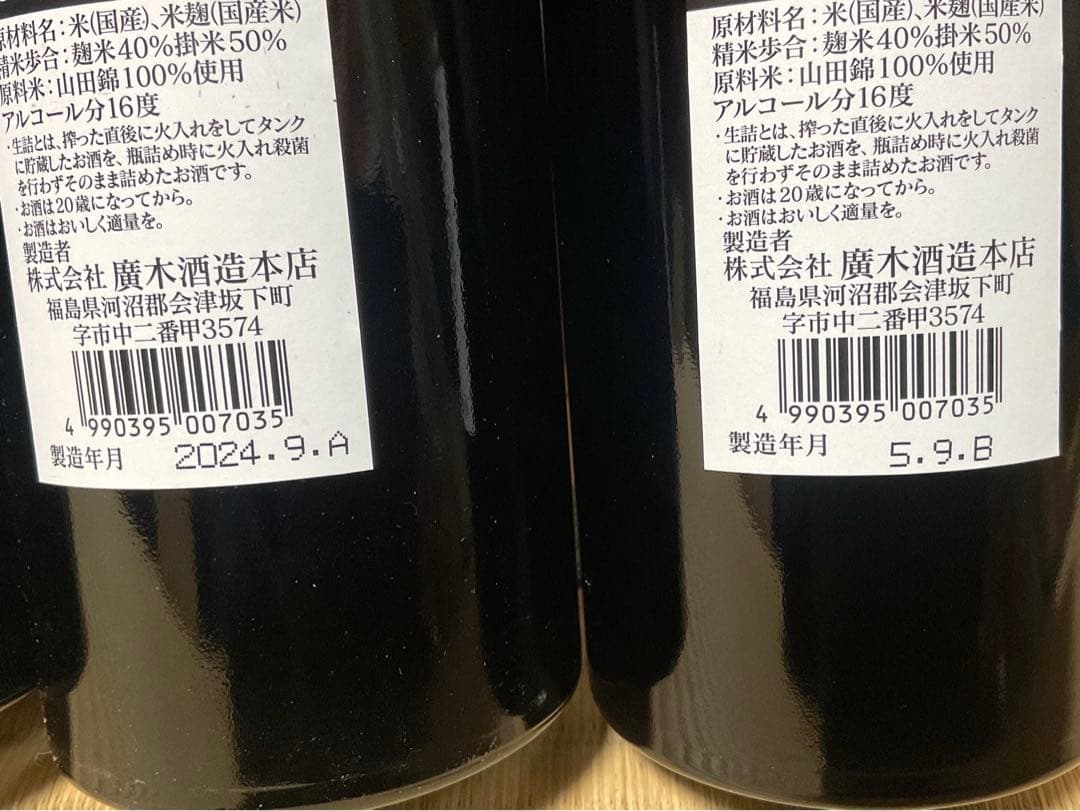 原材料名:米(国産)、米麹(国産米)
精米歩合:麹米40%掛米50%
原料米:山田錦100%使用
アルコール分16度
・生詰とは、搾った直後に火入れをしてタンク
に貯蔵したお酒を、瓶詰め時に火入れ殺菌
を行わずそのまま詰めたお酒です。
・お酒は20歳になってから。
・お酒はおいしく適量を。
製造者
株式会社 廣木酒造本店
福島県河沼郡会津坂下町
字市中二番甲3574
4 990395 007035
製造年月 2024.9.A
原材料名:米(国産)、米麹(国産米)
精米歩合:麹米40%掛米50%
原料米:山田錦100%使用
アルコール分16度
・生詰とは、搾った直後に火入れをしてタンク
に貯蔵したお酒を、瓶詰め時に火入れ殺菌
を行わずそのまま詰めたお酒です。
・お酒は20歳になってから。
・お酒はおいしく適量を。
製造者
株式会社 廣木酒造本店
福島県河沼郡会津坂下町
字市中二番甲3574
4 990395 007035
製造年月 5.9.B